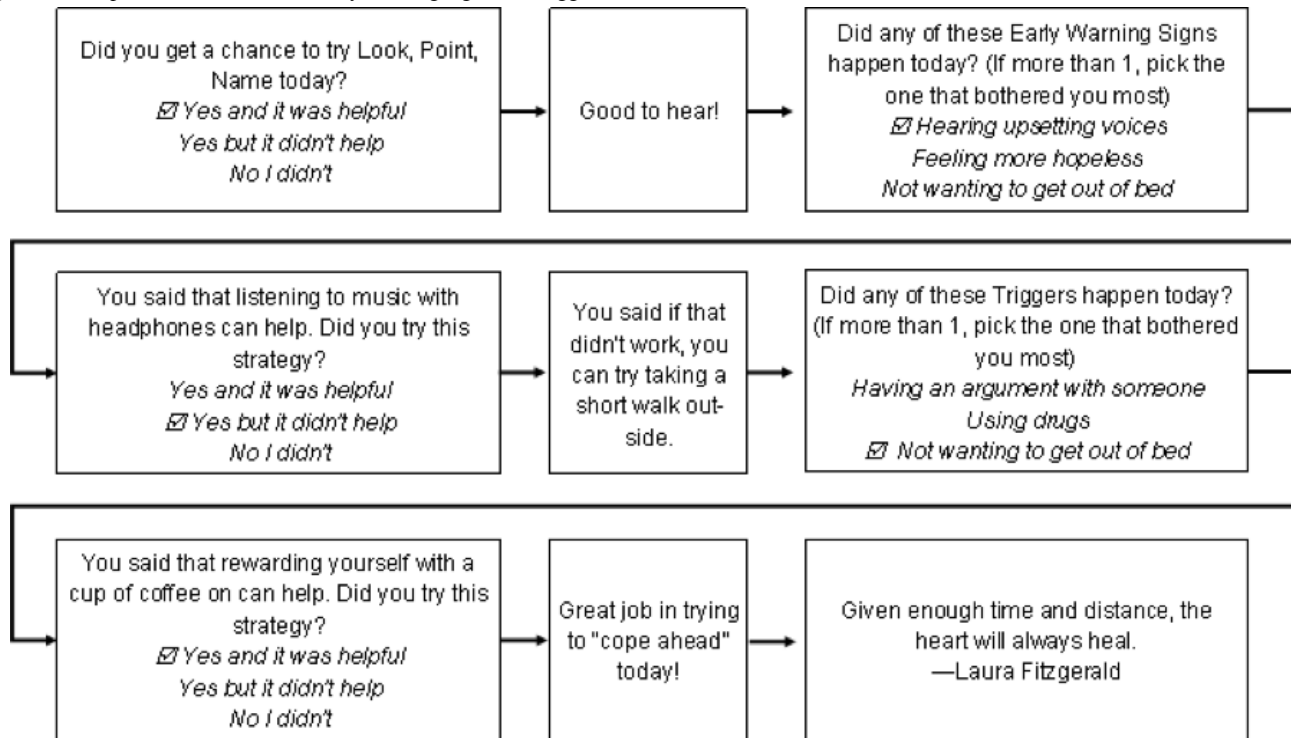 Did you get a chance to try Look, Point,
Name today?
☑ Yes and it was helpful
Yes but it didn't help
No I didn't
Good to hear!
Did any of these Early Warning Signs
happen today? (If more than 1, pick the
one that bothered you most)
☑ Hearing upsetting voices
Feeling more hopeless
Not wanting to get out of bed
You said that listening to music with
headphones can help. Did you try this
strategy?
Yes and it was helpful
☑ Yes but it didn't help
No I didn't
You said if that
didn't work, you
can try taking a
short walk out-
side.
Did any of these Triggers happen today?
(If more than 1, pick the one that bothered
you most)
Having an argument with someone
Using drugs
☑ Not wanting to get out of bed
You said that rewarding yourself with a
cup of coffee on can help. Did you try this
strategy?
☑ Yes and it was helpful
Yes but it didn't help
No I didn't
Great job in trying
to "cope ahead"
today!
Given enough time and distance, the
heart will always heal.
—Laura Fitzgerald